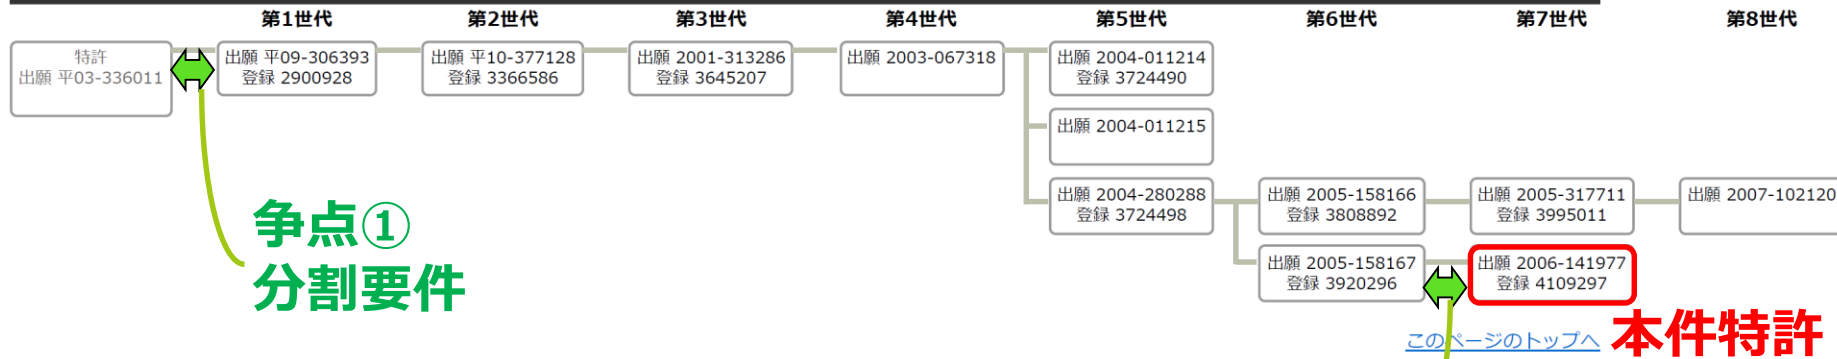 第1世代
第2世代
第3世代
第4世代
第5世代
第6世代
第7世代
第8世代
特許
出願 平03-336011
出願 平09-306393
登録 2900928
出願 平10-377128
登録 3366586
出願 2001-313286
登録 3645207
出願 2003-067318
出願 2004-011214
登録 3724490
出願 2004-011215
出願 2004-280288
登録 3724498
出願 2005-158166
登録 3808892
出願 2005-317711
登録 3995011
出願 2007-102120
出願 2005-158167
登録 3920296
出願 2006-141977
登録 4109297
争点①
分割要件
このページのトップへ
本件特許